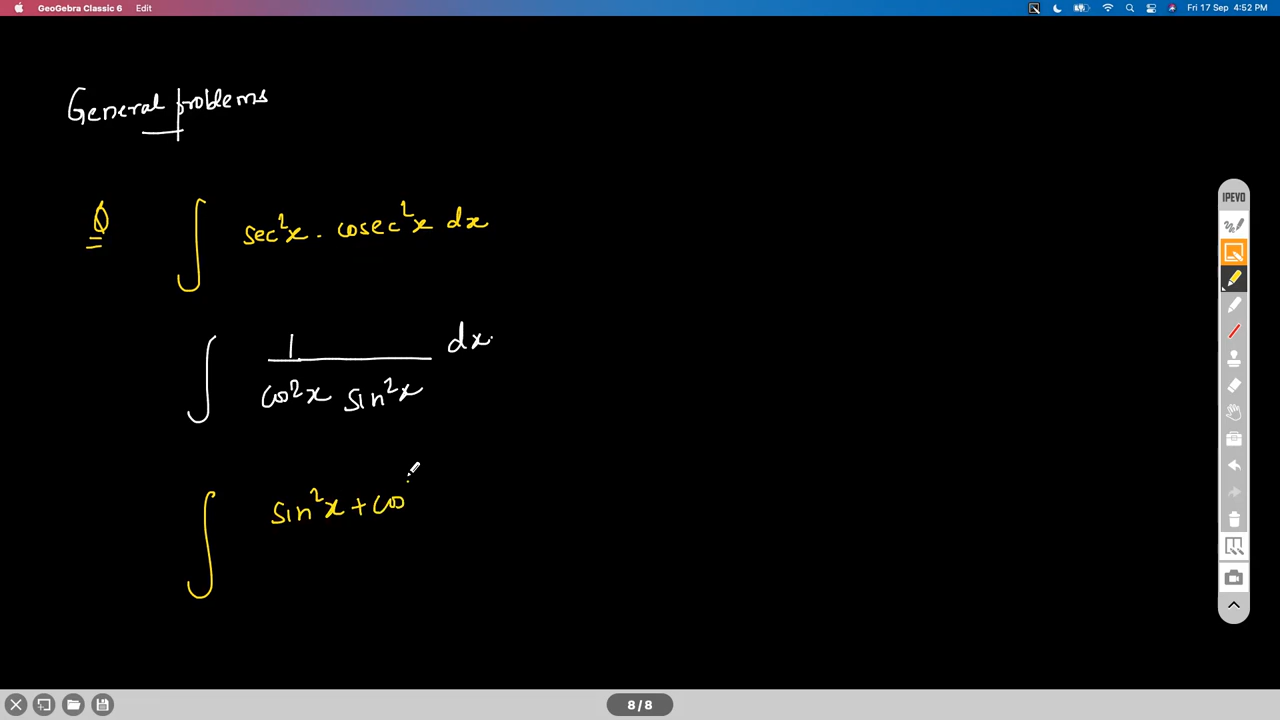 GeoGebra Classic 6 Edit Fri 17 Sep 4:52 PM
General problems
Q ∫ sec²x . cosec²x dx
∫ 1 / (cos²x sin²x) dx
IPEVO
∫ sin²x + cos
8 / 8